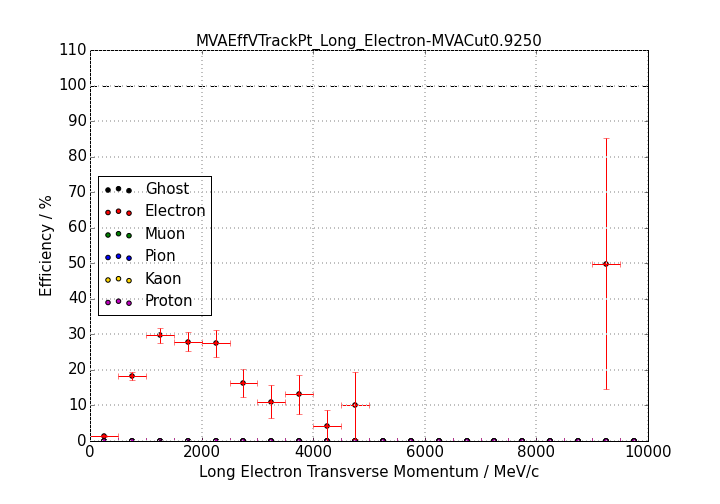 MVAEffVTrackPt_Long_Electron-MVACut0.9250
110
100
90
80
70
60
50
40
30
20
10
0
Efficiency / %
Ghost
Electron
Muon
Pion
Kaon
Proton
0 2000 4000 6000 8000 10000
Long Electron Transverse Momentum / MeV/c